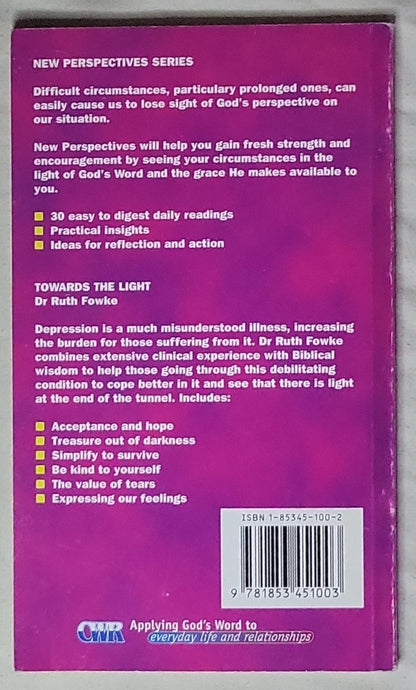 NEW PERSPECTIVES SERIES
Difficult circumstances, particulary prolonged ones, can
easily cause us to lose sight of God's perspective on
our situation.
New Perspectives will help you gain fresh strength and
encouragement by seeing your circumstances in the
light of God's Word and the grace He makes available to
you.
30 easy to digest daily readings
Practical insights
Ideas for reflection and action
TOWARDS THE LIGHT
Dr Ruth Fowke
Depression is a much misunderstood illness, increasing
the burden for those suffering from it. Dr Ruth Fowke
combines extensive clinical experience with Biblical
wisdom to help those going through this debilitating
condition to cope better in it and see that there is light
at the end of the tunnel. Includes:
Acceptance and hope
Treasure out of darkness
Simplify to survive
Be kind to yourself
The value of tears
Expressing our feelings
ISBN 1-85345-100-2
9 781853 451003
CWR Applying God's Word to
everyday life and relationships